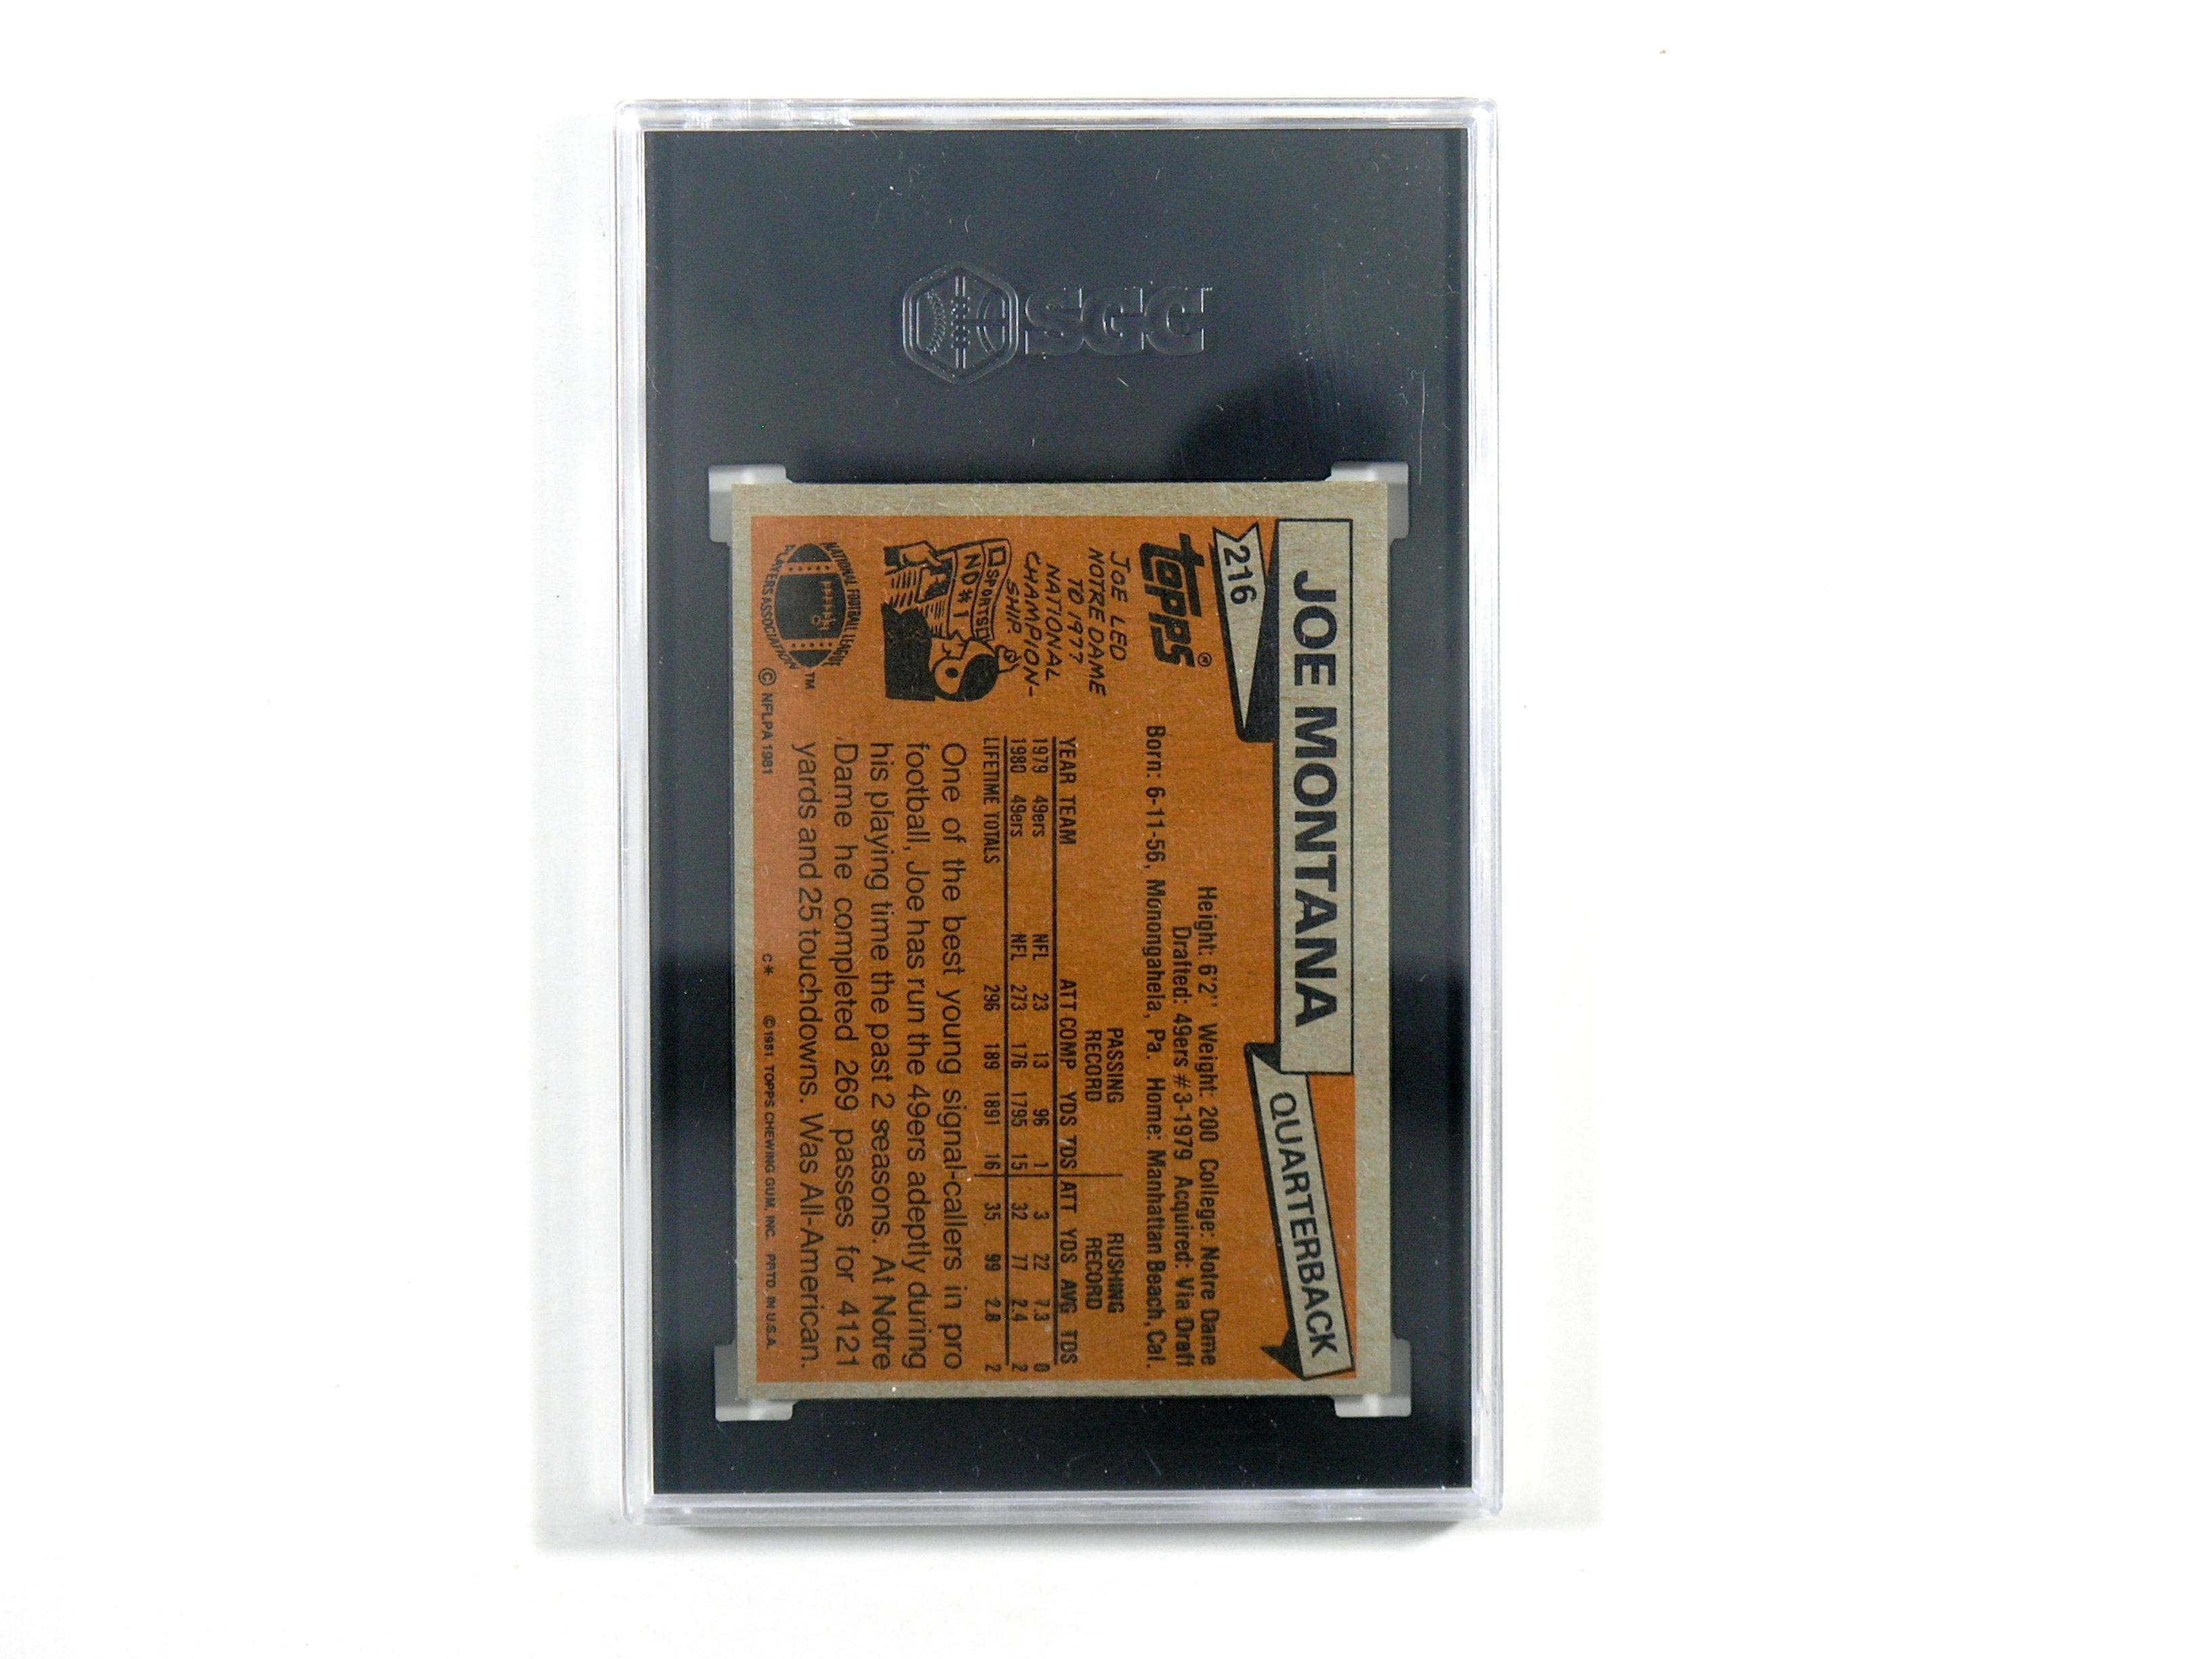 SGC
JOE MONTANA
QUARTERBACK
216
TOPPS®
Height: 6'2'' Weight: 200 College: Notre Dame
Drafted: 49ers #3-1979 Acquired: Via Draft
Born: 6-11-56, Monongahela, Pa. Home: Manhattan Beach, Cal.
JOE LED
NOTRE DAME
TO 1977
NATIONAL
CHAMPION-
SHIP.
SPORTS
ND #1
PASSING RECORD RUSHING RECORD
YEAR TEAM ATT COMP YDS TDS ATT YDS AVG TDS
1979 49ers NFL 23 13 96 1 3 22 7.3 0
1980 49ers NFL 273 176 1795 15 32 77 2.4 2
LIFETIME TOTALS 296 189 1891 16 35 99 2.8 2
One of the best young signal-callers in pro
football, Joe has run the 49ers adeptly during
his playing time the past 2 seasons. At Notre
Dame he completed 269 passes for 4121
yards and 25 touchdowns. Was All-American.
NATIONAL FOOTBALL LEAGUE
PLAYERS ASSOCIATION
TM
© NFLPA 1981
C* ©1981 TOPPS CHEWING GUM, INC. PRTD. IN U.S.A.